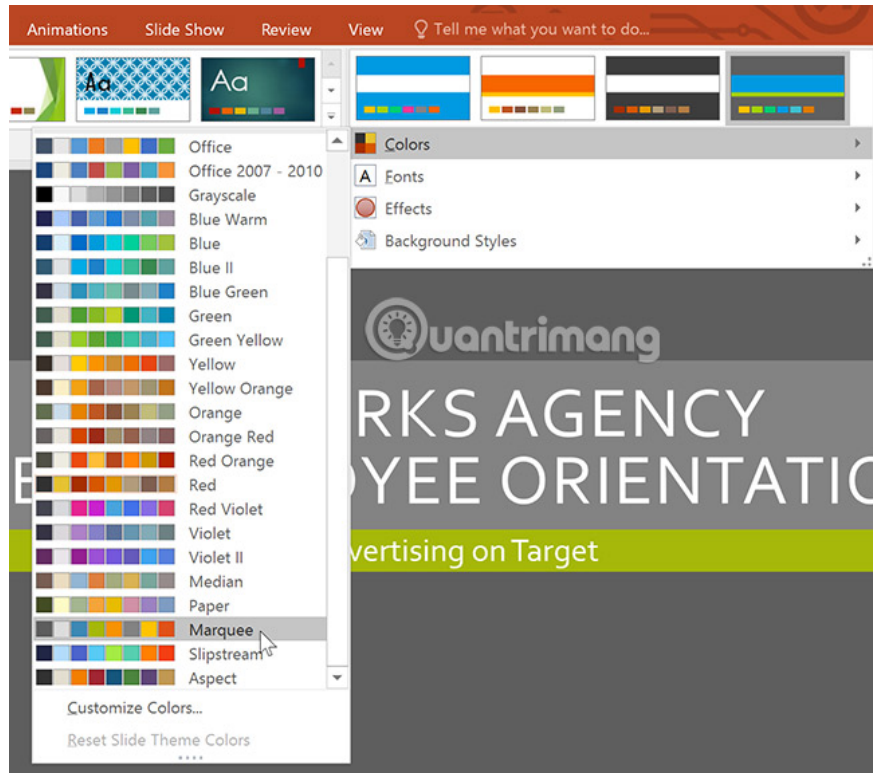 Animations Slide Show Review View Tell me what you want to do...
Aa Aa
Colors
Fonts
Effects
Background Styles
Office
Office 2007 - 2010
Grayscale
Blue Warm
Blue
Blue II
Blue Green
Green
Green Yellow
Yellow
Yellow Orange
Orange
Orange Red
Red Orange
Red
Red Violet
Violet
Violet II
Median
Paper
Marquee
Slipstream
Aspect
Customize Colors...
Reset Slide Theme Colors
Quantrimang
RKS AGENCY
E YEE ORIENTATIO
vertising on Target